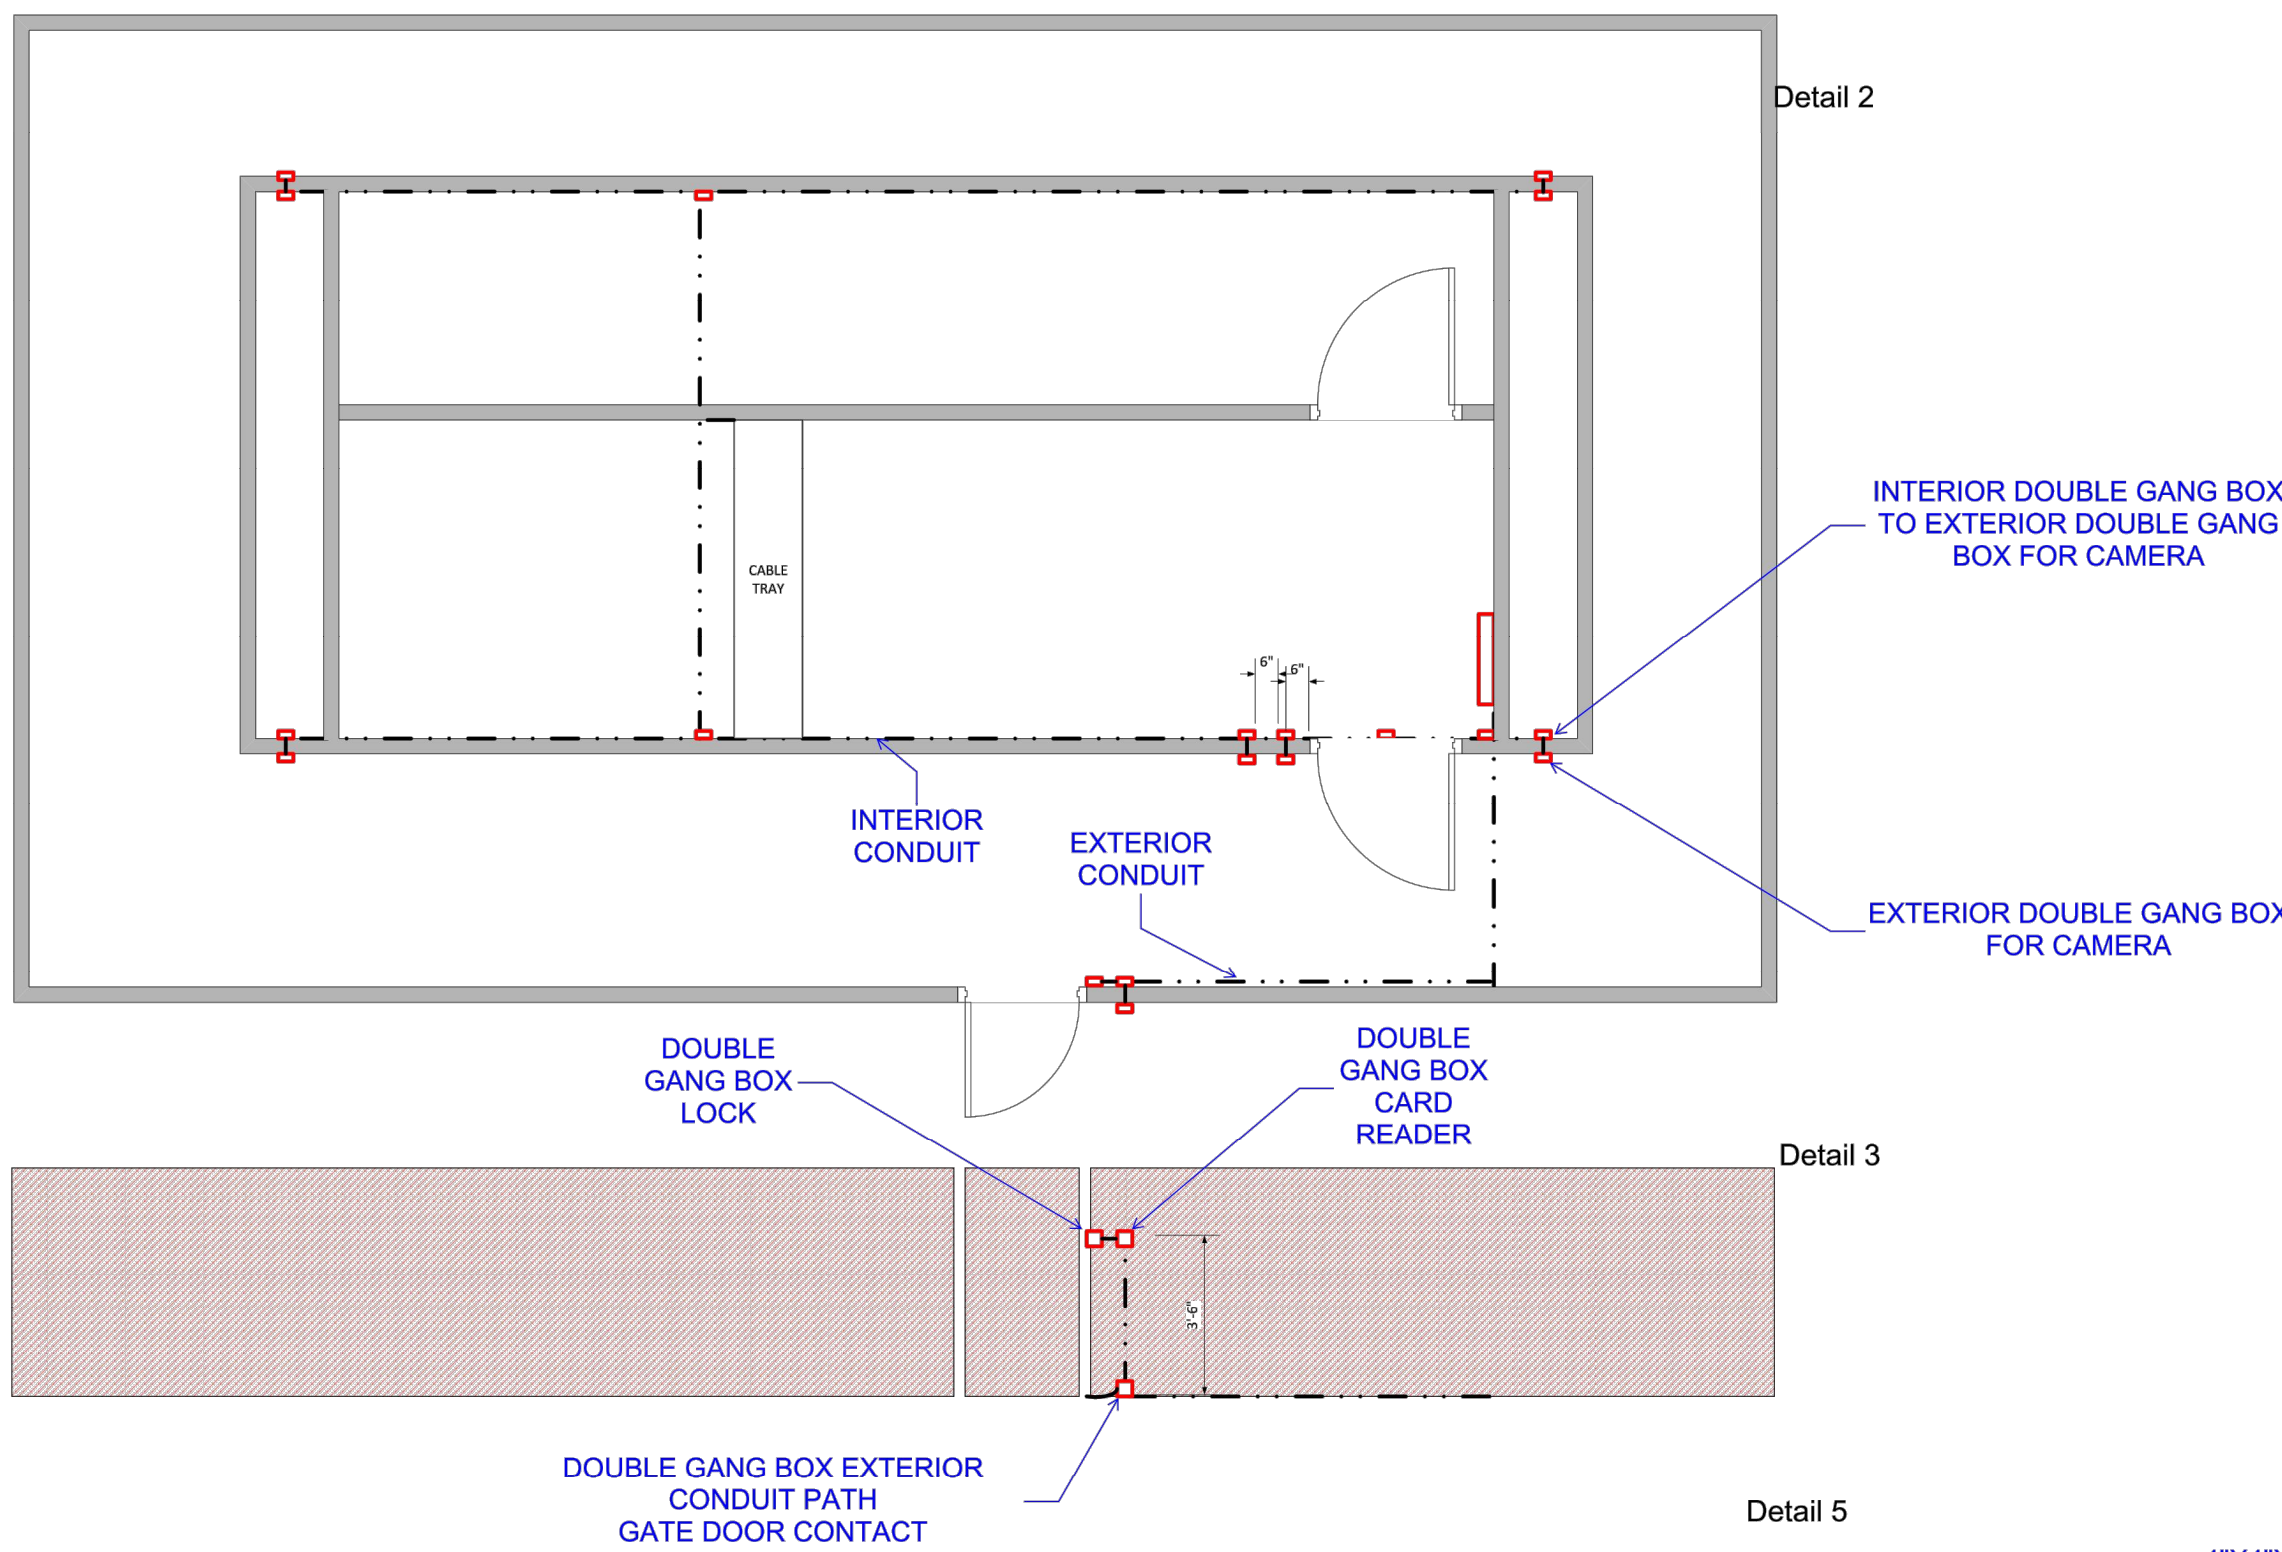 Detail 2
INTERIOR DOUBLE GANG BOX
TO EXTERIOR DOUBLE GANG
BOX FOR CAMERA
CABLE
TRAY
6"
6"
INTERIOR
CONDUIT
EXTERIOR
CONDUIT
EXTERIOR DOUBLE GANG BOX
FOR CAMERA
DOUBLE
GANG BOX
LOCK
DOUBLE
GANG BOX
CARD
READER
Detail 3
3'-6"
DOUBLE GANG BOX EXTERIOR
CONDUIT PATH
GATE DOOR CONTACT
Detail 5